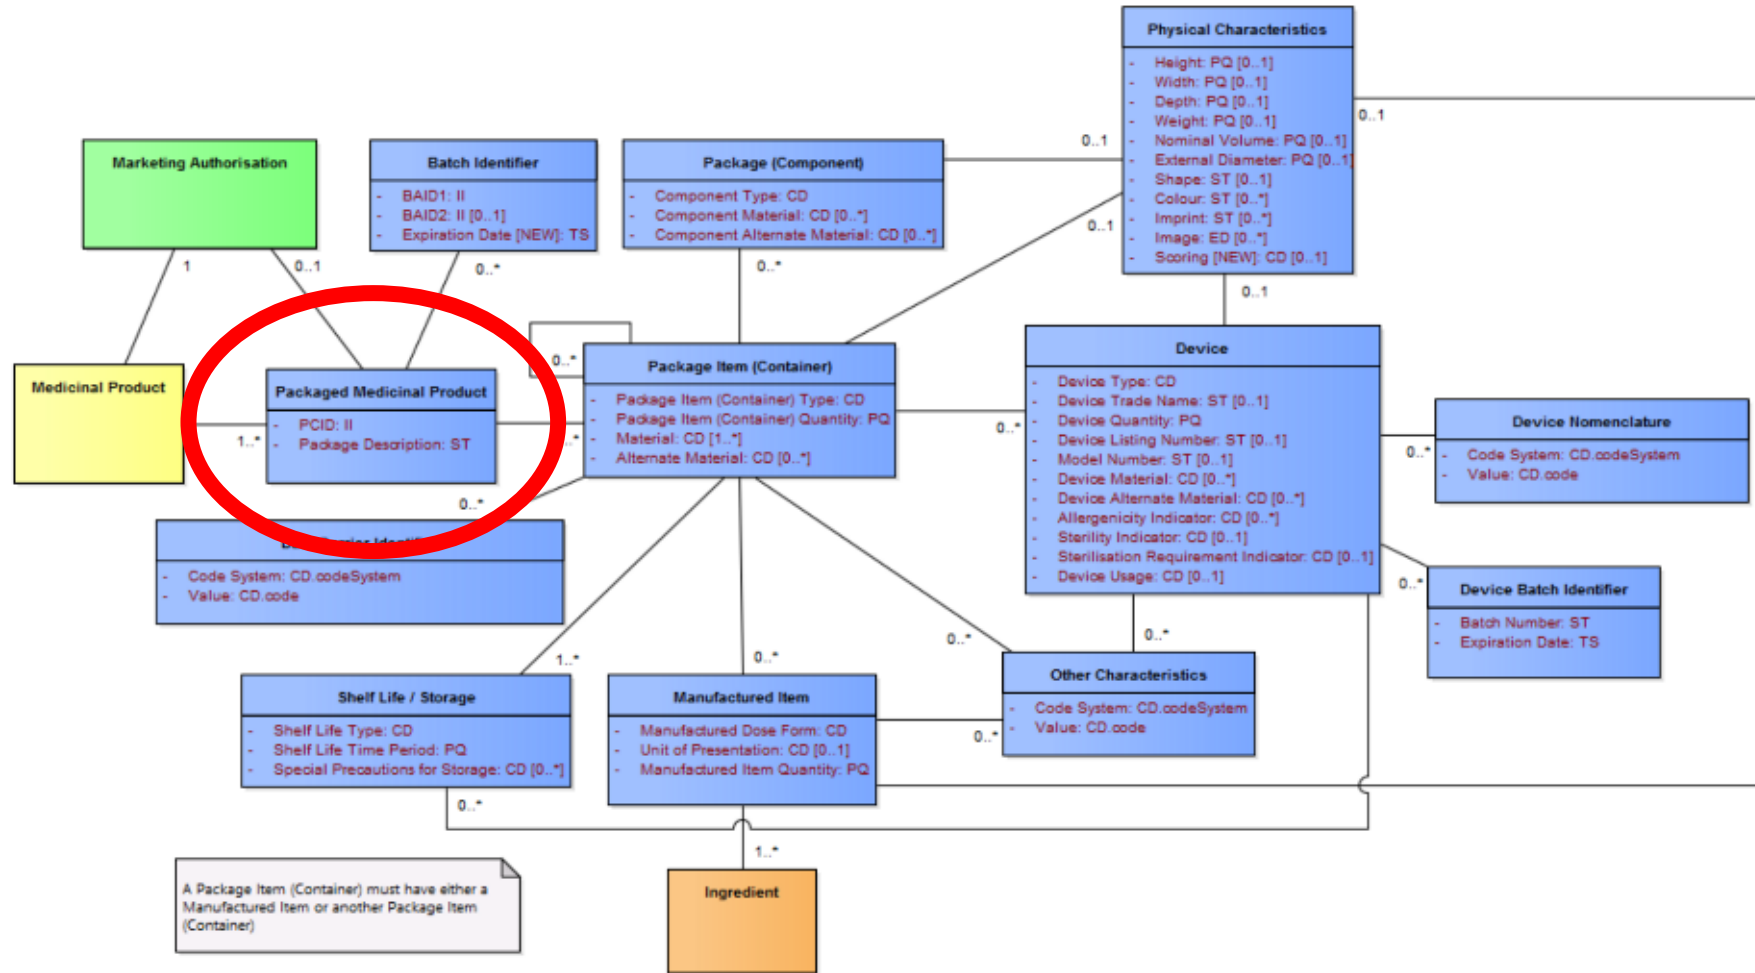 Physical Characteristics
- Height: PQ [0..1]
- Width: PQ [0..1]
- Depth: PQ [0..1]
- Weight: PQ [0..1]
- Nominal Volume: PQ [0..1]
- External Diameter: PQ [0..1]
- Shape: ST [0..1]
- Colour: ST [0..*]
- Imprint: ST [0..*]
- Image: ED [0..*]
- Scoring [NEW]: CD [0..1]
0..1
0..1
0..1
0..1
Marketing Authorisation
1
0..1
Batch Identifier
- BAID1: II
- BAID2: II [0..1]
- Expiration Date [NEW]: TS
0..*
Package (Component)
- Component Type: CD
- Component Material: CD [0..*]
- Component Alternate Material: CD [0..*]
0..*
Medicinal Product
1..*
Packaged Medicinal Product
- PCID: II
- Package Description: ST
..*
0..*
Package Item (Container)
- Package Item (Container) Type: CD
- Package Item (Container) Quantity: PQ
- Material: CD [1..*]
- Alternate Material: CD [0..*]
0..*
0..*
Device
- Device Type: CD
- Device Trade Name: ST [0..1]
- Device Quantity: PQ
- Device Listing Number: ST [0..1]
- Model Number: ST [0..1]
- Device Material: CD [0..*]
- Device Alternate Material: CD [0..*]
- Allergenicity Indicator: CD [0..*]
- Sterility Indicator: CD [0..1]
- Sterilisation Requirement Indicator: CD [0..1]
- Device Usage: CD [0..1]
0..*
Device Nomenclature
- Code System: CD.codeSystem
- Value: CD.code
0..*
Device Batch Identifier
- Batch Number: ST
- Expiration Date: TS
- Code System: CD.codeSystem
- Value: CD.code
1..*
0..*
0..*
0..*
Shelf Life / Storage
- Shelf Life Type: CD
- Shelf Life Time Period: PQ
- Special Precautions for Storage: CD [0..*]
0..*
Manufactured Item
- Manufactured Dose Form: CD
- Unit of Presentation: CD [0..1]
- Manufactured Item Quantity: PQ
0..*
1..*
Other Characteristics
- Code System: CD.codeSystem
- Value: CD.code
Ingredient
A Package Item (Container) must have either a
Manufactured Item or another Package Item
(Container)